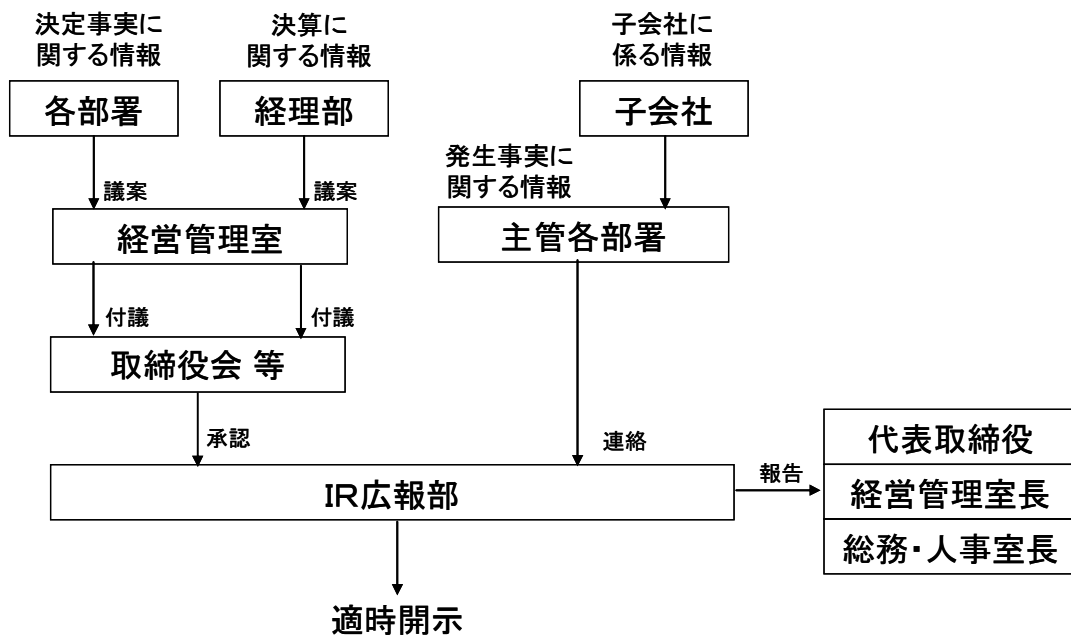 決定事実に
関する情報
決算に
関する情報
子会社に
係る情報
各部署
経理部
子会社
発生事実に
関する情報
議案
議案
経営管理室
主管各部署
付議
付議
取締役会 等
承認
連絡
IR広報部
報告
代表取締役
経営管理室長
総務・人事室長
適時開示